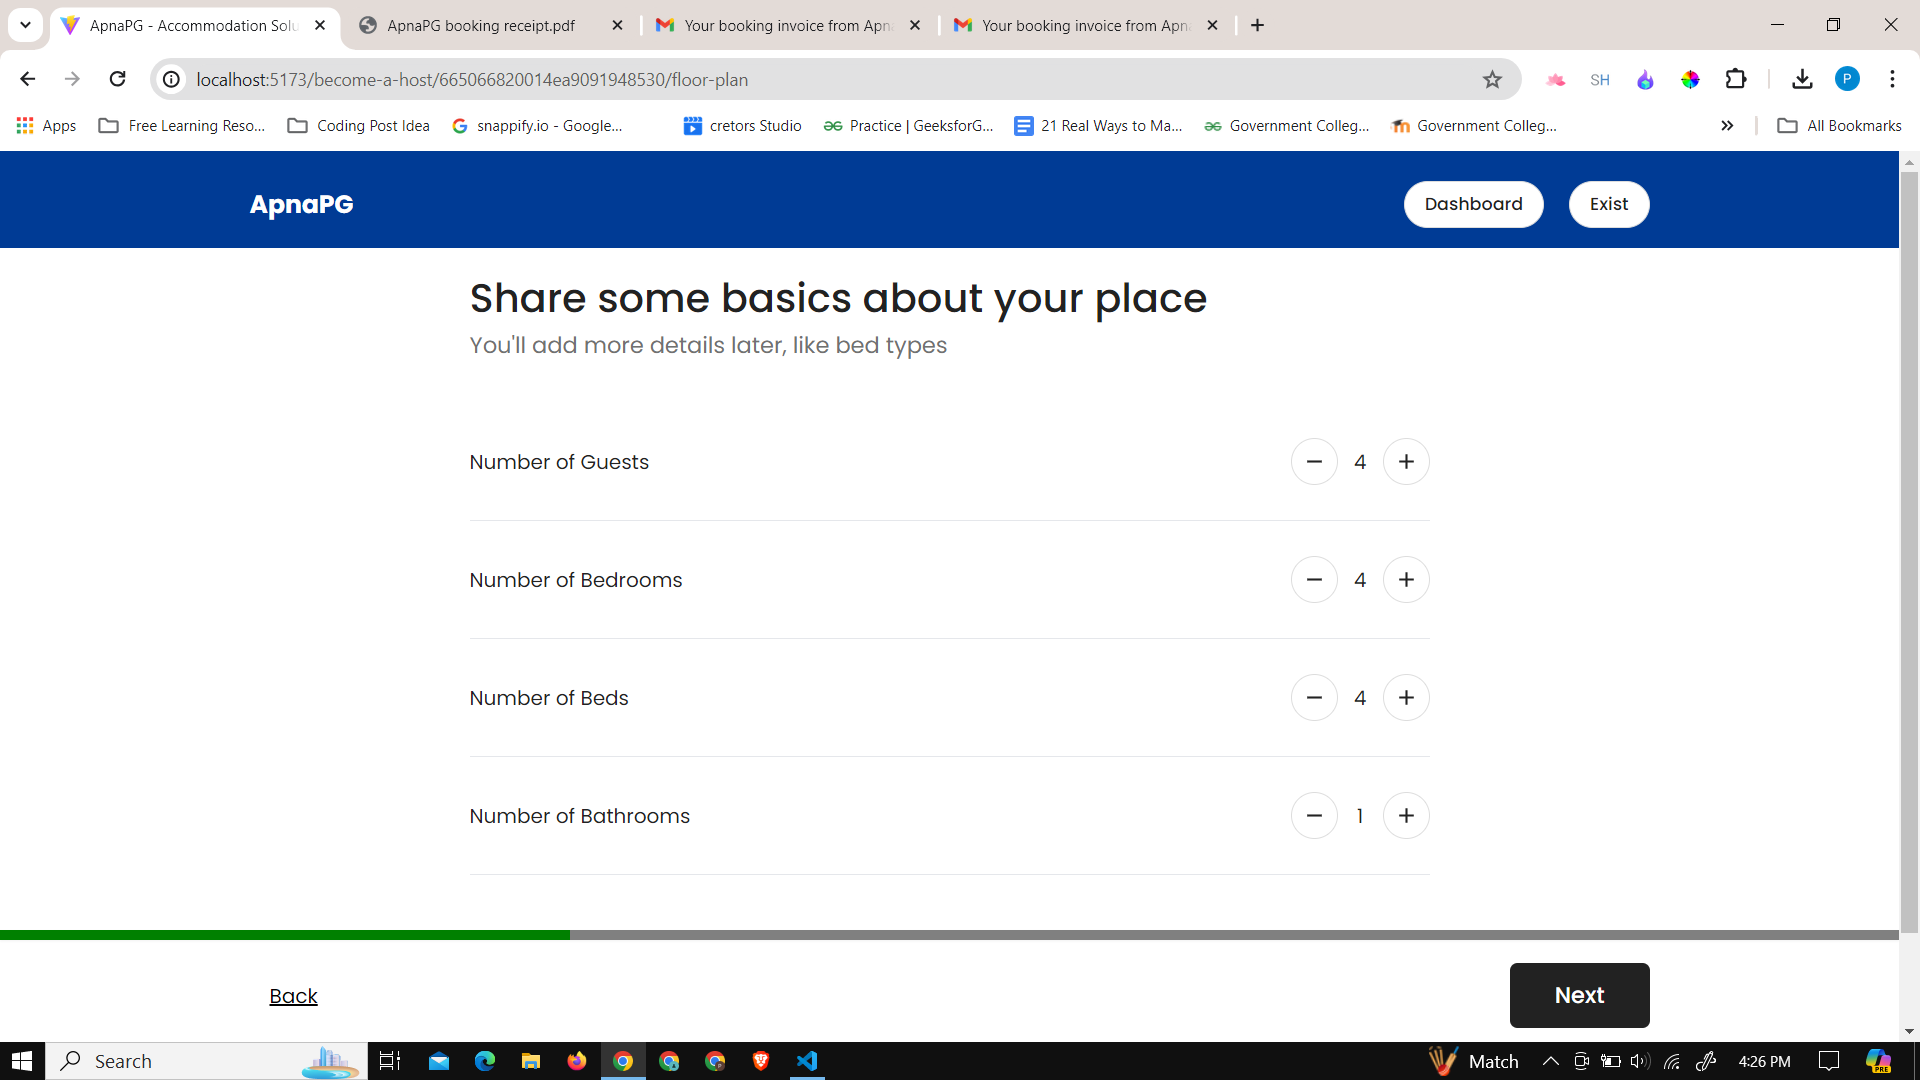 ApnaPG - Accommodation Solu
ApnaPG booking receipt.pdf
Your booking invoice from Apn
Your booking invoice from Apn
localhost:5173/become-a-host/665066820014ea9091948530/floor-plan
SH
P
Apps
Free Learning Reso...
Coding Post Idea
snappify.io - Google...
cretors Studio
Practice | GeeksforG...
21 Real Ways to Ma...
Government Colleg...
Government Colleg...
All Bookmarks
ApnaPG
Dashboard
Exist
Share some basics about your place
You'll add more details later, like bed types
Number of Guests
4
Number of Bedrooms
4
Number of Beds
4
Number of Bathrooms
1
Back
Next
Search
Match
4:26 PM
PRE